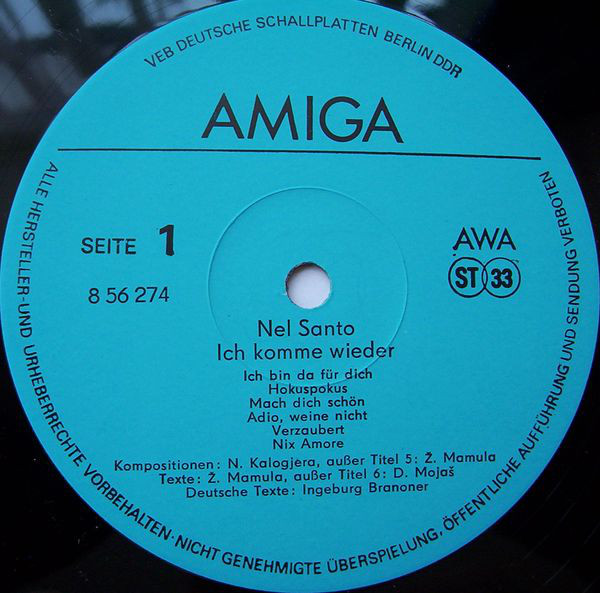 VEB DEUTSCHE SCHALLPLATTEN BERLIN DDR
AMIGA
SEITE 1
AWA
8 56 274
ST 33
Nel Santo
Ich komme wieder
Ich bin da für dich
Hokuspokus
Mach dich schön
Adio, weine nicht
Verzaubert
Nix Amore
Kompositionen: N. Kalogjera, außer Titel 5: Ž. Mamula
Texte: Ž. Mamula, außer Titel 6: D. Mojaš
Deutsche Texte: Ingeburg Branoner
ALLE HERSTELLER-UND URHEBERRECHTE VORBEHALTEN·NICHT GENEHMIGTE ÜBERSPIELUNG, ÖFFENTLICHE AUFFÜHRUNG UND SENDUNG VERBOTEN